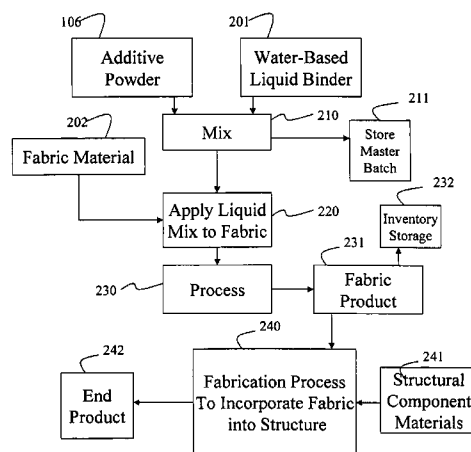 106
201
Additive
Powder
Water-Based
Liquid Binder
211
202
210
Fabric Material
Mix
Store
Master
Batch
232
Apply Liquid
Mix to Fabric
220
231
Inventory
Storage
230
Process
Fabric
Product
240
242
241
End
Product
Fabrication Process
To Incorporate Fabric
into Structure
Structural
Component
Materials